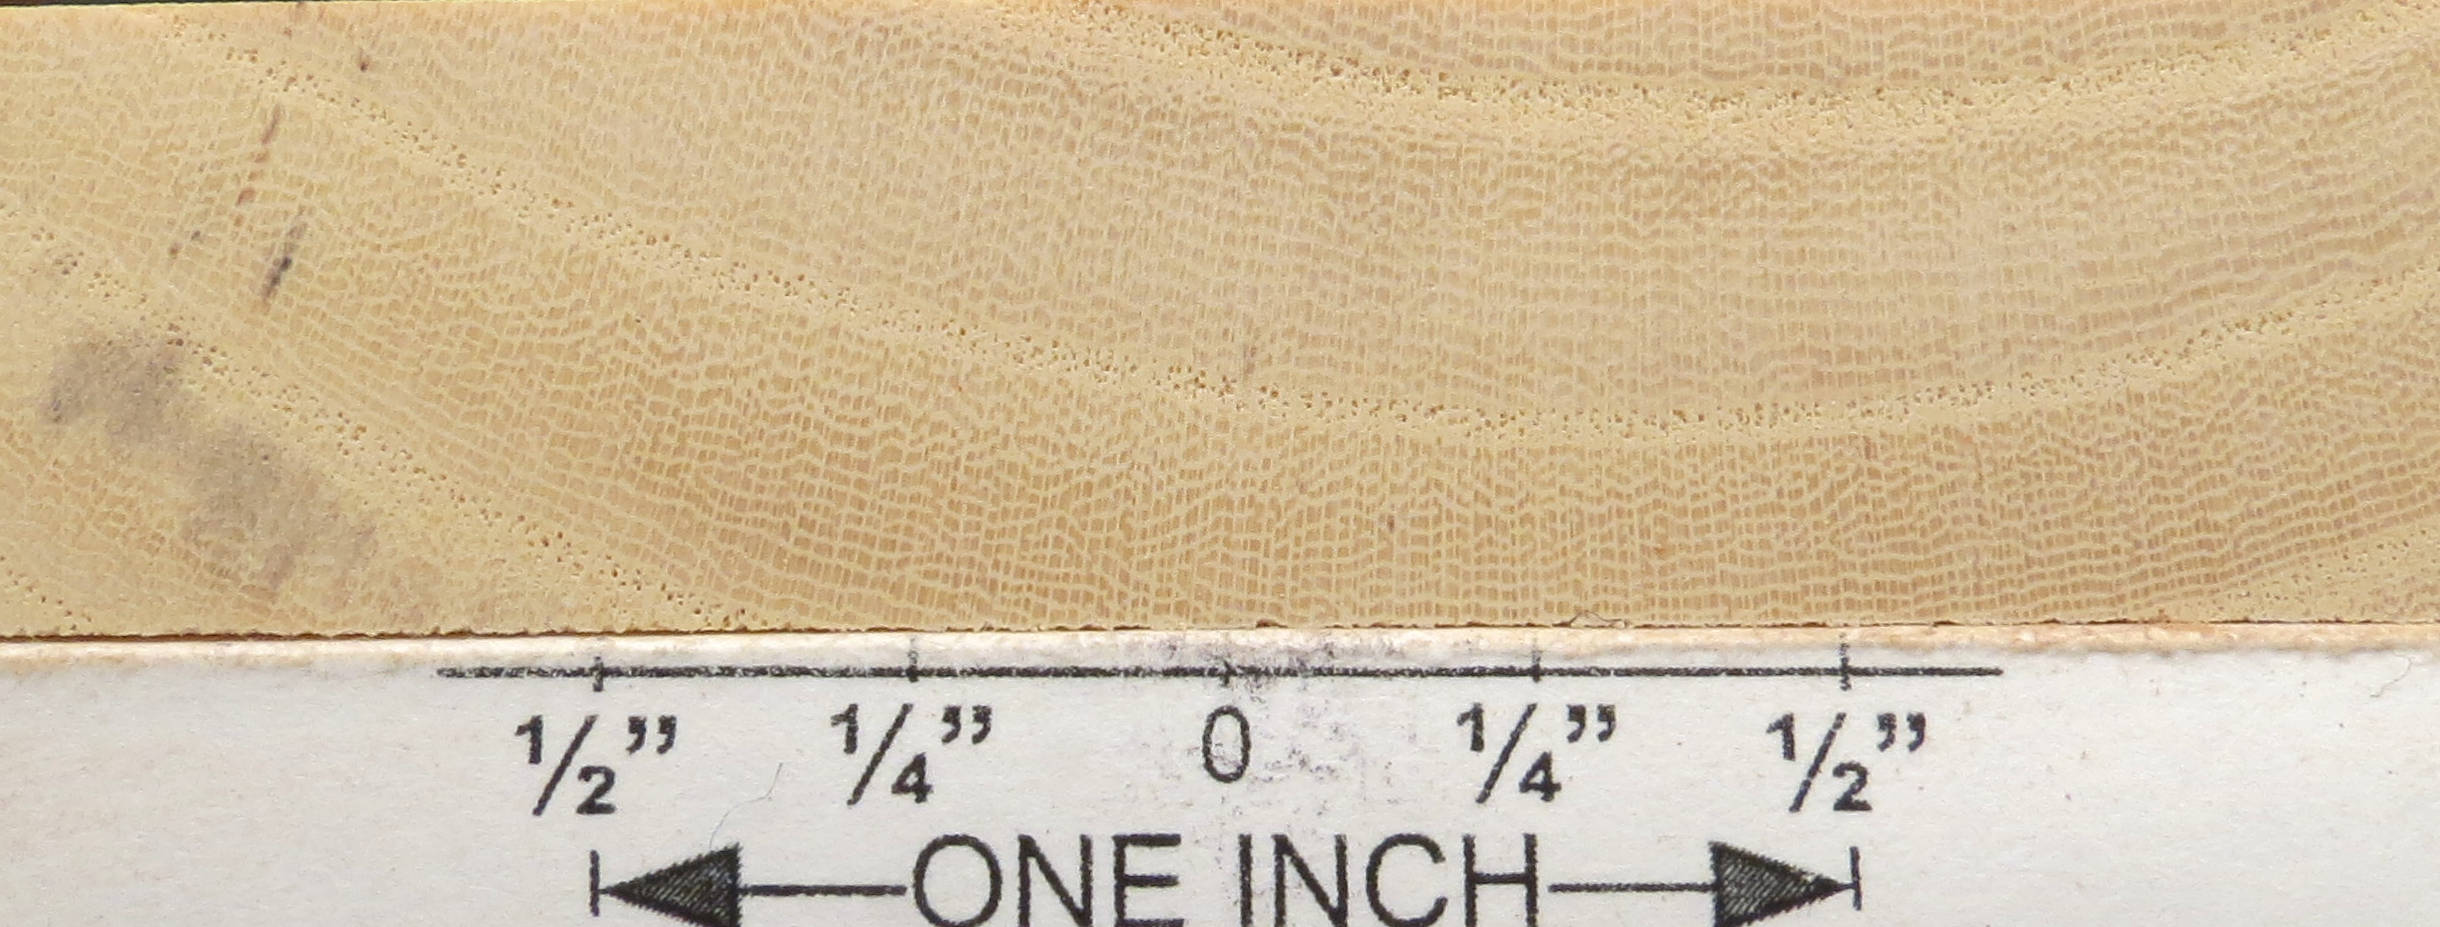 1/2” 1/4” 0 1/4” 1/2”
ONE INCH